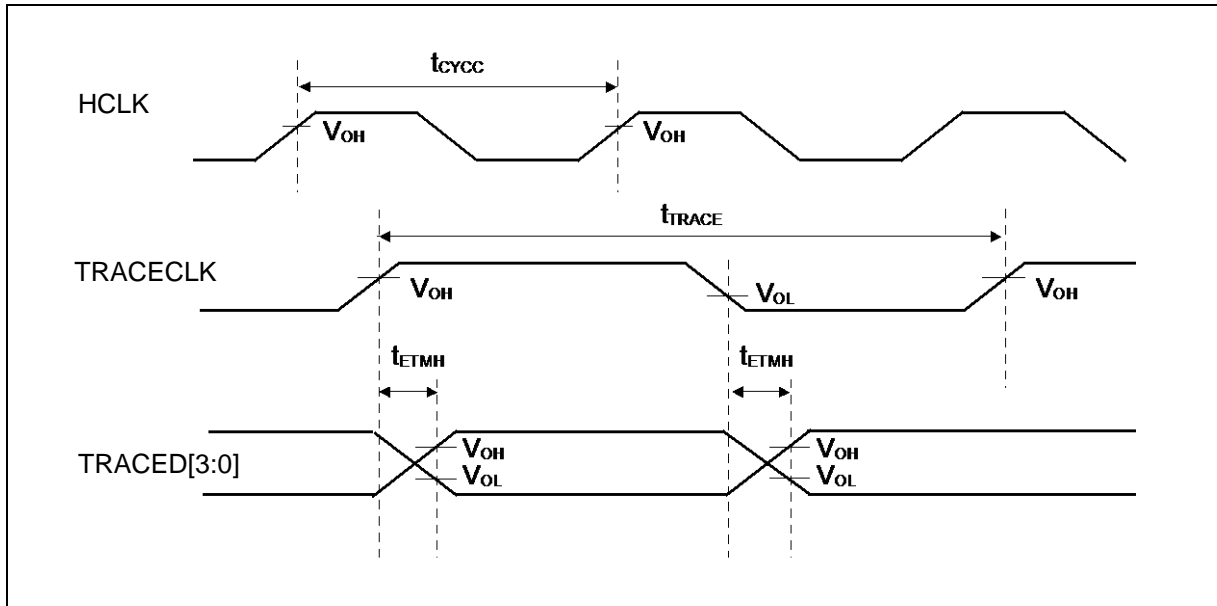 tCYCC
HCLK
VOH VOH
tTRACE
TRACECLK
VOH VOL VOH
tETMH tETMH
TRACED[3:0]
VOH VOH
VOL VOL